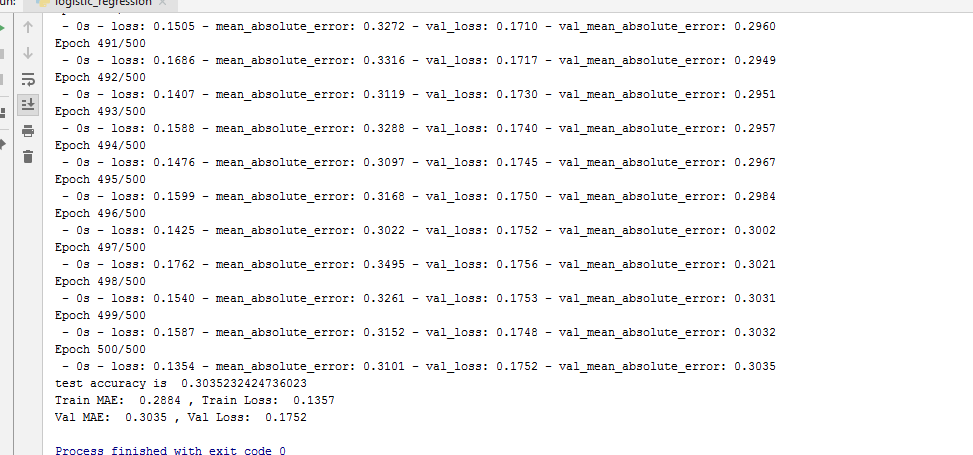 un: logistic_regression ×
- 0s - loss: 0.1505 - mean_absolute_error: 0.3272 - val_loss: 0.1710 - val_mean_absolute_error: 0.2960
Epoch 491/500
- 0s - loss: 0.1686 - mean_absolute_error: 0.3316 - val_loss: 0.1717 - val_mean_absolute_error: 0.2949
Epoch 492/500
- 0s - loss: 0.1407 - mean_absolute_error: 0.3119 - val_loss: 0.1730 - val_mean_absolute_error: 0.2951
Epoch 493/500
- 0s - loss: 0.1588 - mean_absolute_error: 0.3288 - val_loss: 0.1740 - val_mean_absolute_error: 0.2957
Epoch 494/500
- 0s - loss: 0.1476 - mean_absolute_error: 0.3097 - val_loss: 0.1745 - val_mean_absolute_error: 0.2967
Epoch 495/500
- 0s - loss: 0.1599 - mean_absolute_error: 0.3168 - val_loss: 0.1750 - val_mean_absolute_error: 0.2984
Epoch 496/500
- 0s - loss: 0.1425 - mean_absolute_error: 0.3022 - val_loss: 0.1752 - val_mean_absolute_error: 0.3002
Epoch 497/500
- 0s - loss: 0.1762 - mean_absolute_error: 0.3495 - val_loss: 0.1756 - val_mean_absolute_error: 0.3021
Epoch 498/500
- 0s - loss: 0.1540 - mean_absolute_error: 0.3261 - val_loss: 0.1753 - val_mean_absolute_error: 0.3031
Epoch 499/500
- 0s - loss: 0.1587 - mean_absolute_error: 0.3152 - val_loss: 0.1748 - val_mean_absolute_error: 0.3032
Epoch 500/500
- 0s - loss: 0.1354 - mean_absolute_error: 0.3101 - val_loss: 0.1752 - val_mean_absolute_error: 0.3035
test accuracy is  0.3035232424736023
Train MAE:  0.2884 , Train Loss:  0.1357
Val MAE:  0.3035 , Val Loss:  0.1752
Process finished with exit code 0